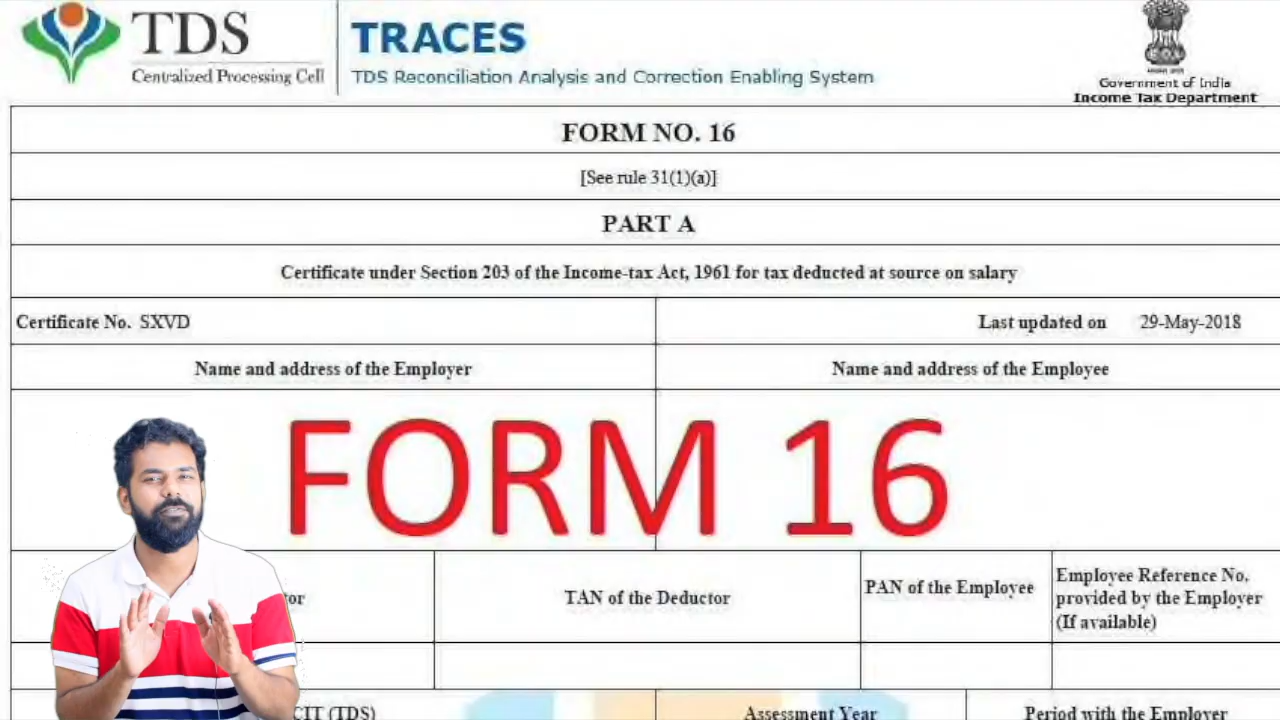 TDS
Centralized Processing Cell
TRACES
TDS Reconciliation Analysis and Correction Enabling System
Government of India
Income Tax Department
FORM NO. 16
[See rule 31(1)(a)]
PART A
Certificate under Section 203 of the Income-tax Act, 1961 for tax deducted at source on salary
Certificate No. SXVD
Last updated on 29-May-2018
Name and address of the Employer
Name and address of the Employee
FORM 16
tor
TAN of the Deductor
PAN of the Employee
Employee Reference No.
provided by the Employer
(If available)
CIT (TDS)
Assessment Year
Period with the Employer